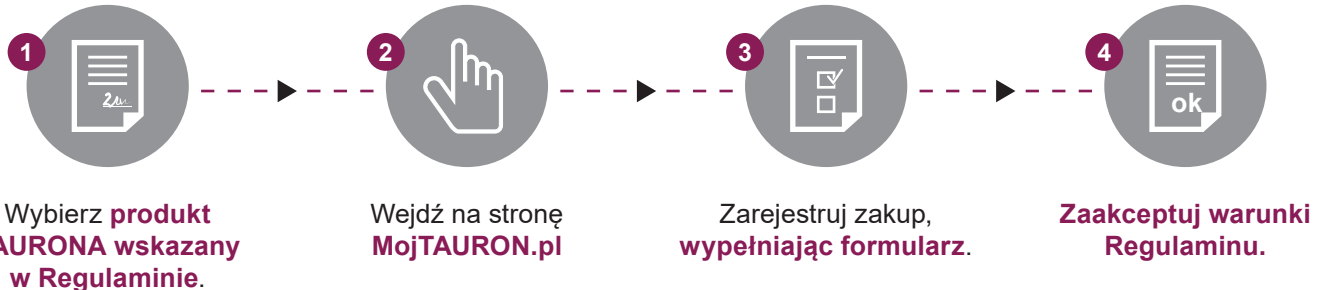 1
2
3
4
ok
Wybierz produkt
AURONA wskazany
w Regulaminie.
Wejdź na stronę
MojTAURON.pl
Zarejestruj zakup,
wypełniając formularz.
Zaakceptuj warunki
Regulaminu.